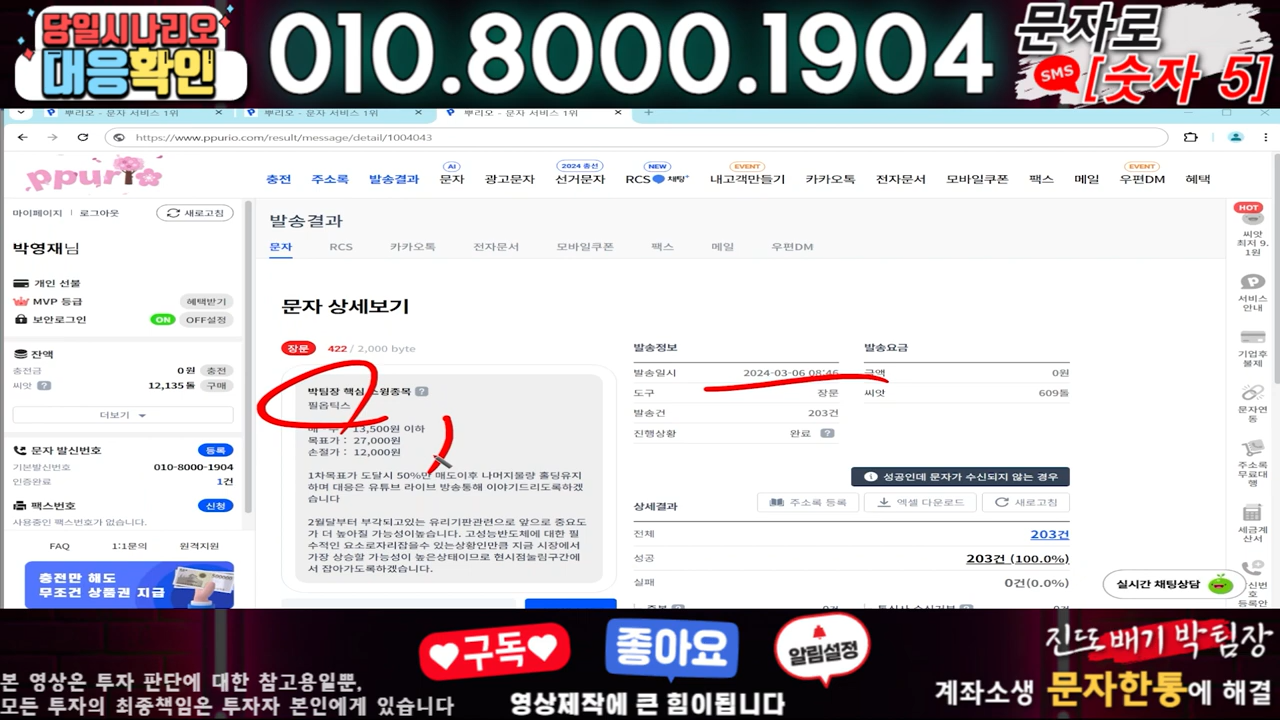 당일시나리오
대응확인
010.8000.1904
문자로
SMS
[숫자 5]
뿌리오 - 문자 서비스 1위
뿌리오 - 문자 서비스 1위
뿌리오 - 문자 서비스 1위
https://www.ppurio.com/result/message/detail/1004043
ppurio
충전
주소록
발송결과
AI
문자
광고문자
2024 총선
선거문자
NEW
RCS 채팅+
EVENT
내고객만들기
카카오톡
전자문서
모바일쿠폰
팩스
메일
EVENT
우편DM
혜택
마이페이지 | 로그아웃
새로고침
박영재님
개인 선불
MVP 등급 혜택받기
보안로그인 ON OFF설정
잔액
충전금 0원 충전
씨앗 ? 12,135톨 구매
더보기
문자 발신번호 등록
기본발신번호 010-8000-1904
인증완료 1건
팩스번호 신청
사용중인 팩스번호가 없습니다.
FAQ 1:1문의 원격지원
충전만 해도
무조건 상품권 지급
발송결과
문자 RCS 카카오톡 전자문서 모바일쿠폰 팩스 메일 우편DM
문자 상세보기
장문 422 / 2,000 byte
박팀장 핵심 스윙종목 ?
필옵틱스
13,500원 이하
목표가 : 27,000원
손절가 : 12,000원
1차목표가 도달시 50%만 매도이후 나머지물량 홀딩유지
하며 대응은 유튜브 라이브 방송통해 이야기드리도록하겠
습니다
2월달부터 부각되고있는 유리기판관련으로 앞으로 중요도
가 더 높아질 가능성이높습니다. 고성능반도체에 대한 필
수적인 요소로자리잡을수 있는상황인만큼 지금 시장에서
가장 상승할 가능성이 높은상태이므로 현시점눌림구간에
서 잡아가도록하겠습니다.
발송정보
발송일시 2024-03-06 08:46
도구 장문
발송건 203건
진행상황 완료 ?
발송요금
금액 0원
씨앗 609톨
성공인데 문자가 수신되지 않는 경우
상세결과
주소록 등록
엑셀 다운로드
새로고침
전체 203건
성공 203건 (100.0%)
실패 0건(0.0%)
실시간 채팅상담
HOT
씨앗
최저 9.
1원
서비스
안내
기업후
불제
문자연
동
주소록
무료대
행
세금계
산서
발신번
호
등록안
구독
좋아요
알림설정
영상제작에 큰 힘이됩니다
본 영상은 투자 판단에 대한 참고용일뿐,
모든 투자의 최종책임은 투자자 본인에게 있습니다
진또배기 박팀장
계좌소생 문자한통에 해결